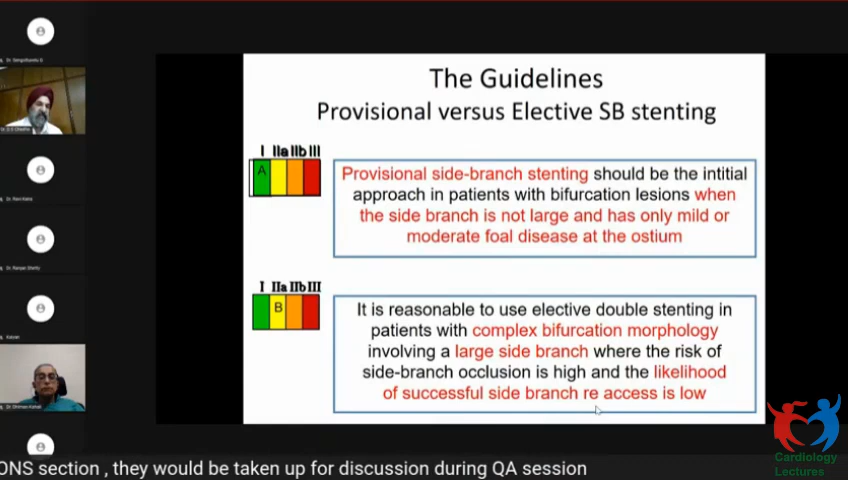 The Guidelines
Provisional versus Elective SB stenting
I IIa IIb III
A
Provisional side-branch stenting should be the intitial
approach in patients with bifurcation lesions when
the side branch is not large and has only mild or
moderate foal disease at the ostium
I IIa IIb III
B
It is reasonable to use elective double stenting in
patients with complex bifurcation morphology
involving a large side branch where the risk of
side-branch occlusion is high and the likelihood
of successful side branch re access is low
Cardiology
Lectures
ONS section , they would be taken up for discussion during QA session